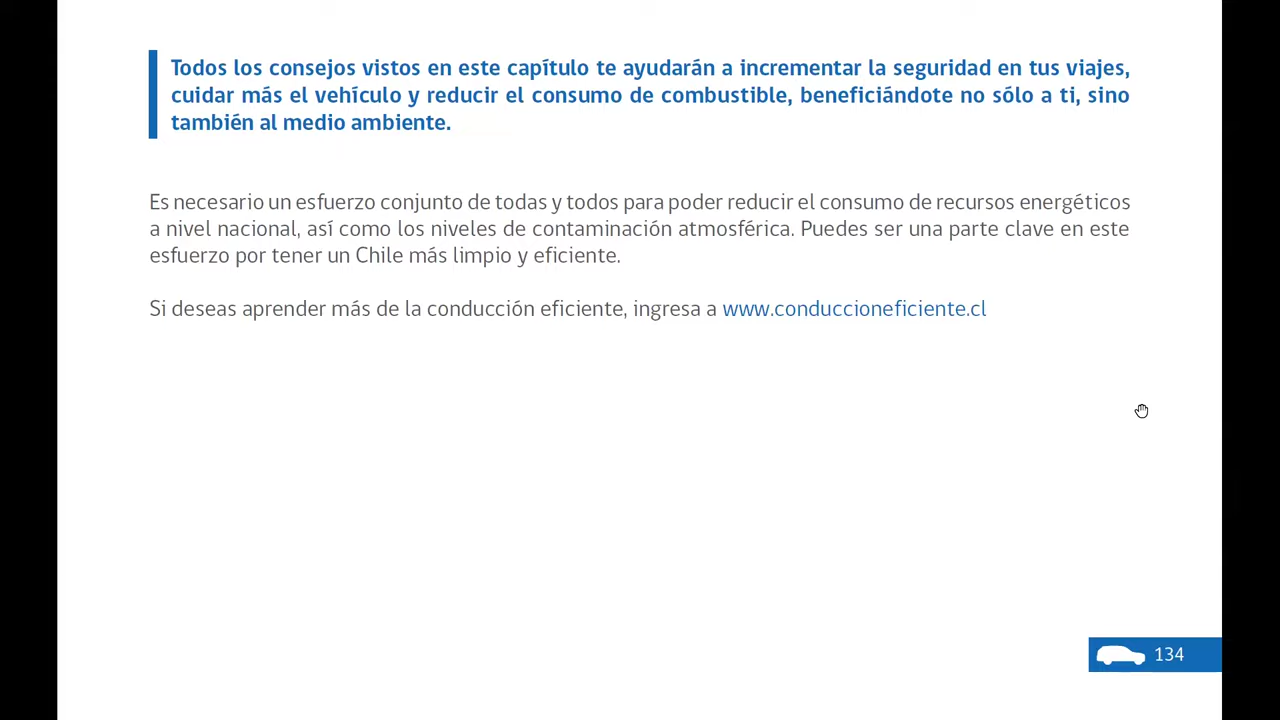 Todos los consejos vistos en este capítulo te ayudarán a incrementar la seguridad en tus viajes,
cuidar más el vehículo y reducir el consumo de combustible, beneficiándote no sólo a ti, sino
también al medio ambiente.
Es necesario un esfuerzo conjunto de todas y todos para poder reducir el consumo de recursos energéticos
a nivel nacional, así como los niveles de contaminación atmosférica. Puedes ser una parte clave en este
esfuerzo por tener un Chile más limpio y eficiente.
Si deseas aprender más de la conducción eficiente, ingresa a www.conduccioneficiente.cl
134